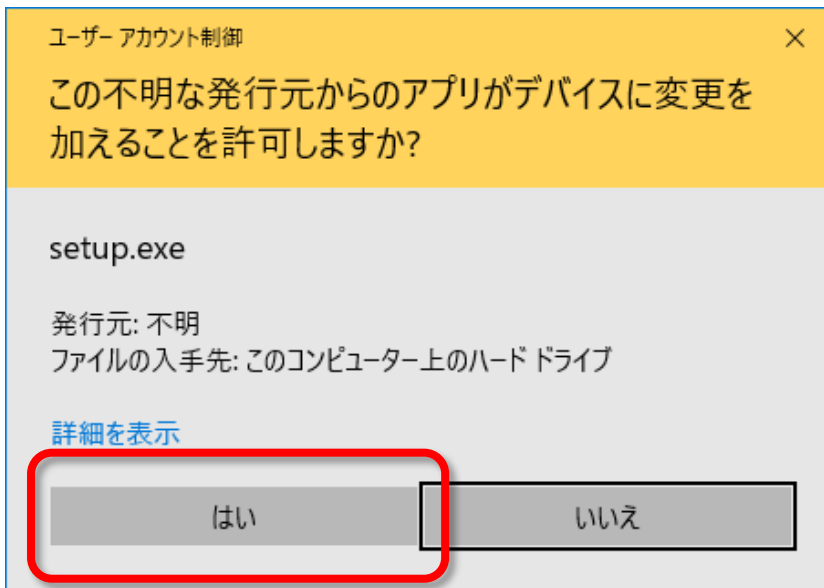 ユーザー アカウント制御
この不明な発行元からのアプリがデバイスに変更を
加えることを許可しますか?
setup.exe
発行元: 不明
ファイルの入手先: このコンピューター上のハード ドライブ
詳細を表示
はい
いいえ